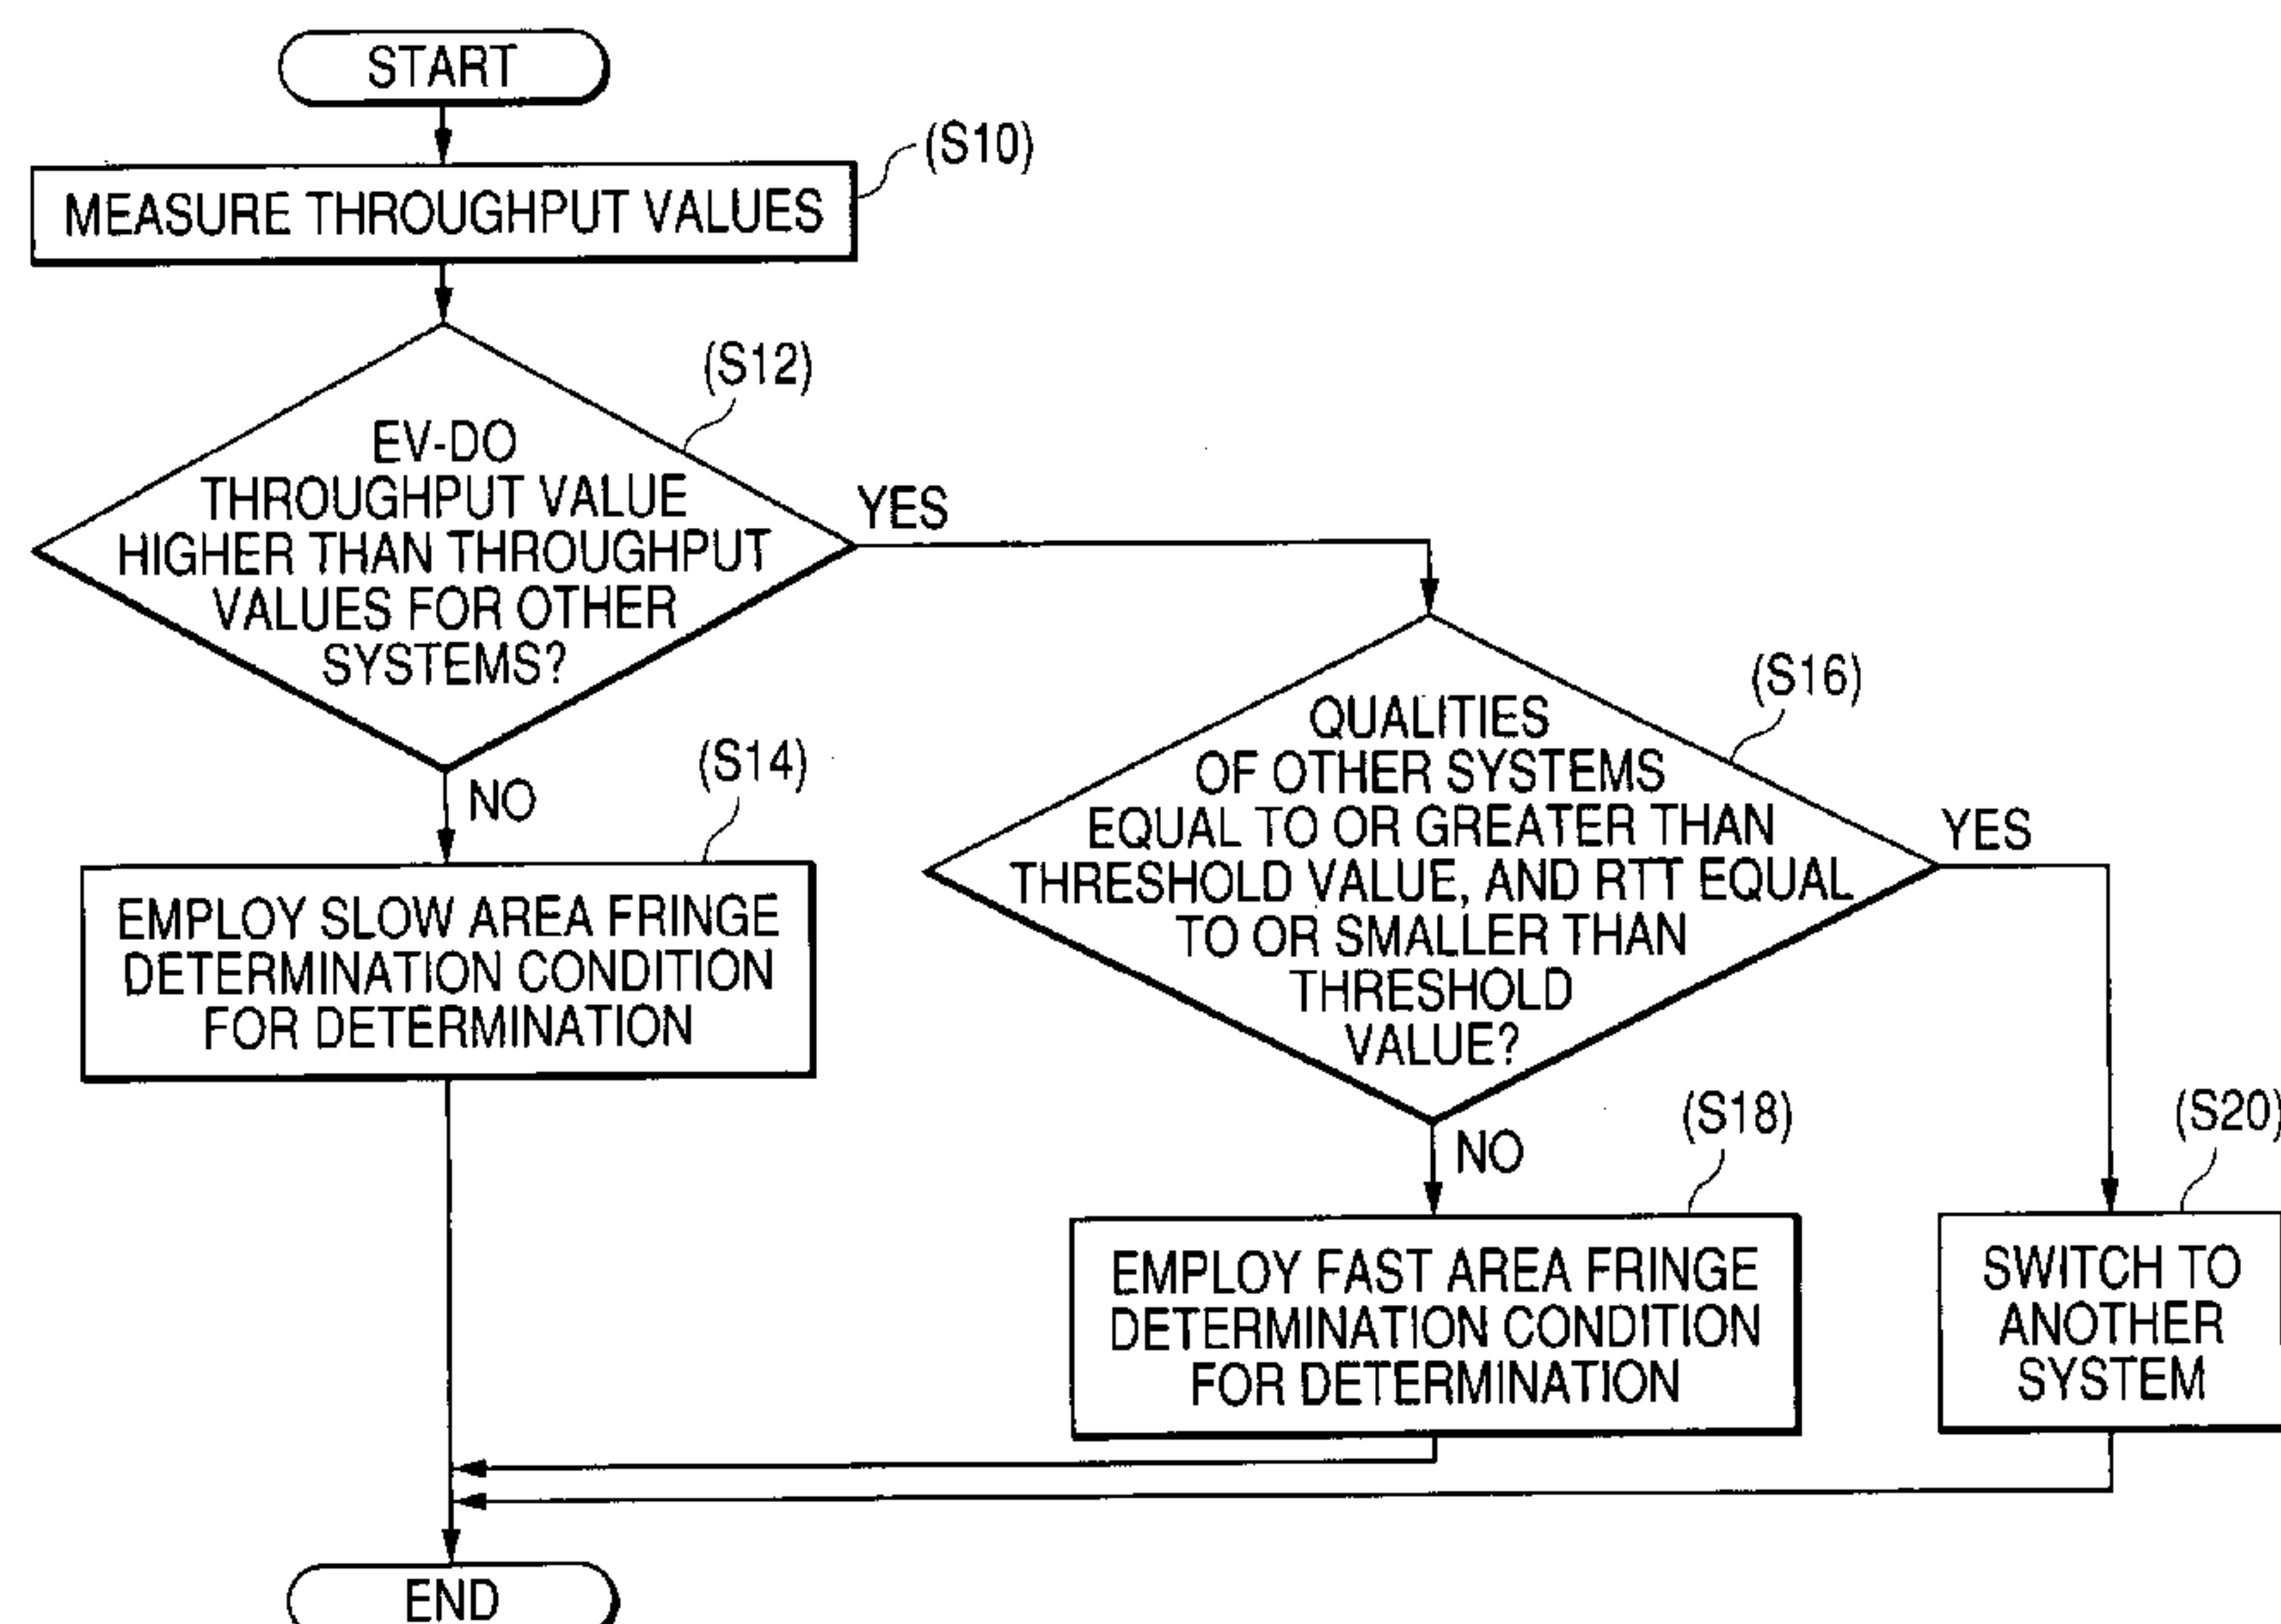 START
(S10)
MEASURE THROUGHPUT VALUES
(S12)
EV-DO
THROUGHPUT VALUE
HIGHER THAN THROUGHPUT
VALUES FOR OTHER
SYSTEMS?
YES
NO
(S14)
EMPLOY SLOW AREA FRINGE
DETERMINATION CONDITION
FOR DETERMINATION
(S16)
QUALITIES
OF OTHER SYSTEMS
EQUAL TO OR GREATER THAN
THRESHOLD VALUE, AND RTT EQUAL
TO OR SMALLER THAN
THRESHOLD
VALUE?
YES
NO
(S18)
EMPLOY FAST AREA FRINGE
DETERMINATION CONDITION
FOR DETERMINATION
(S20)
SWITCH TO
ANOTHER
SYSTEM
END